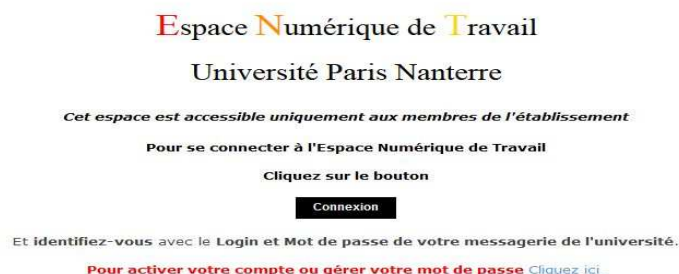 Espace Numérique de Travail
Université Paris Nanterre
Cet espace est accessible uniquement aux membres de l'établissement
Pour se connecter à l'Espace Numérique de Travail
Cliquez sur le bouton
Connexion
Et identifiez-vous avec le Login et Mot de passe de votre messagerie de l'université.
Pour activer votre compte ou gérer votre mot de passe Cliquez ici